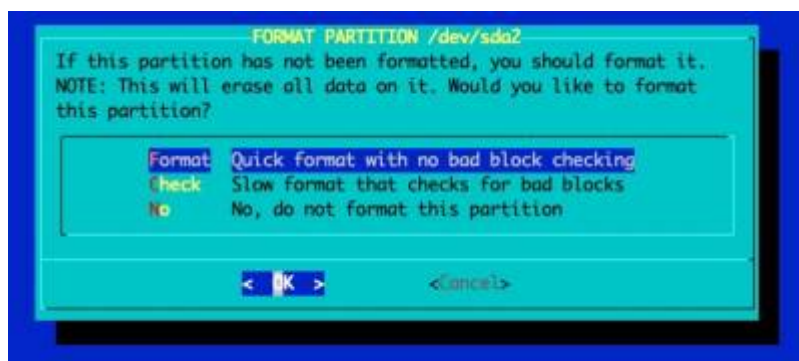 FORMAT PARTITION /dev/sda2
If this partition has not been formatted, you should format it.
NOTE: This will erase all data on it. Would you like to format
this partition?
Format Quick format with no bad block checking
Check Slow format that checks for bad blocks
No No, do not format this partition
< OK > <Cancel>